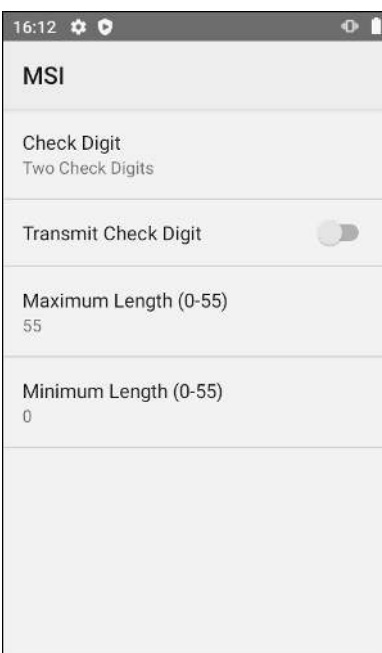 16:12
MSI
Check Digit
Two Check Digits
Transmit Check Digit
Maximum Length (0-55)
55
Minimum Length (0-55)
0